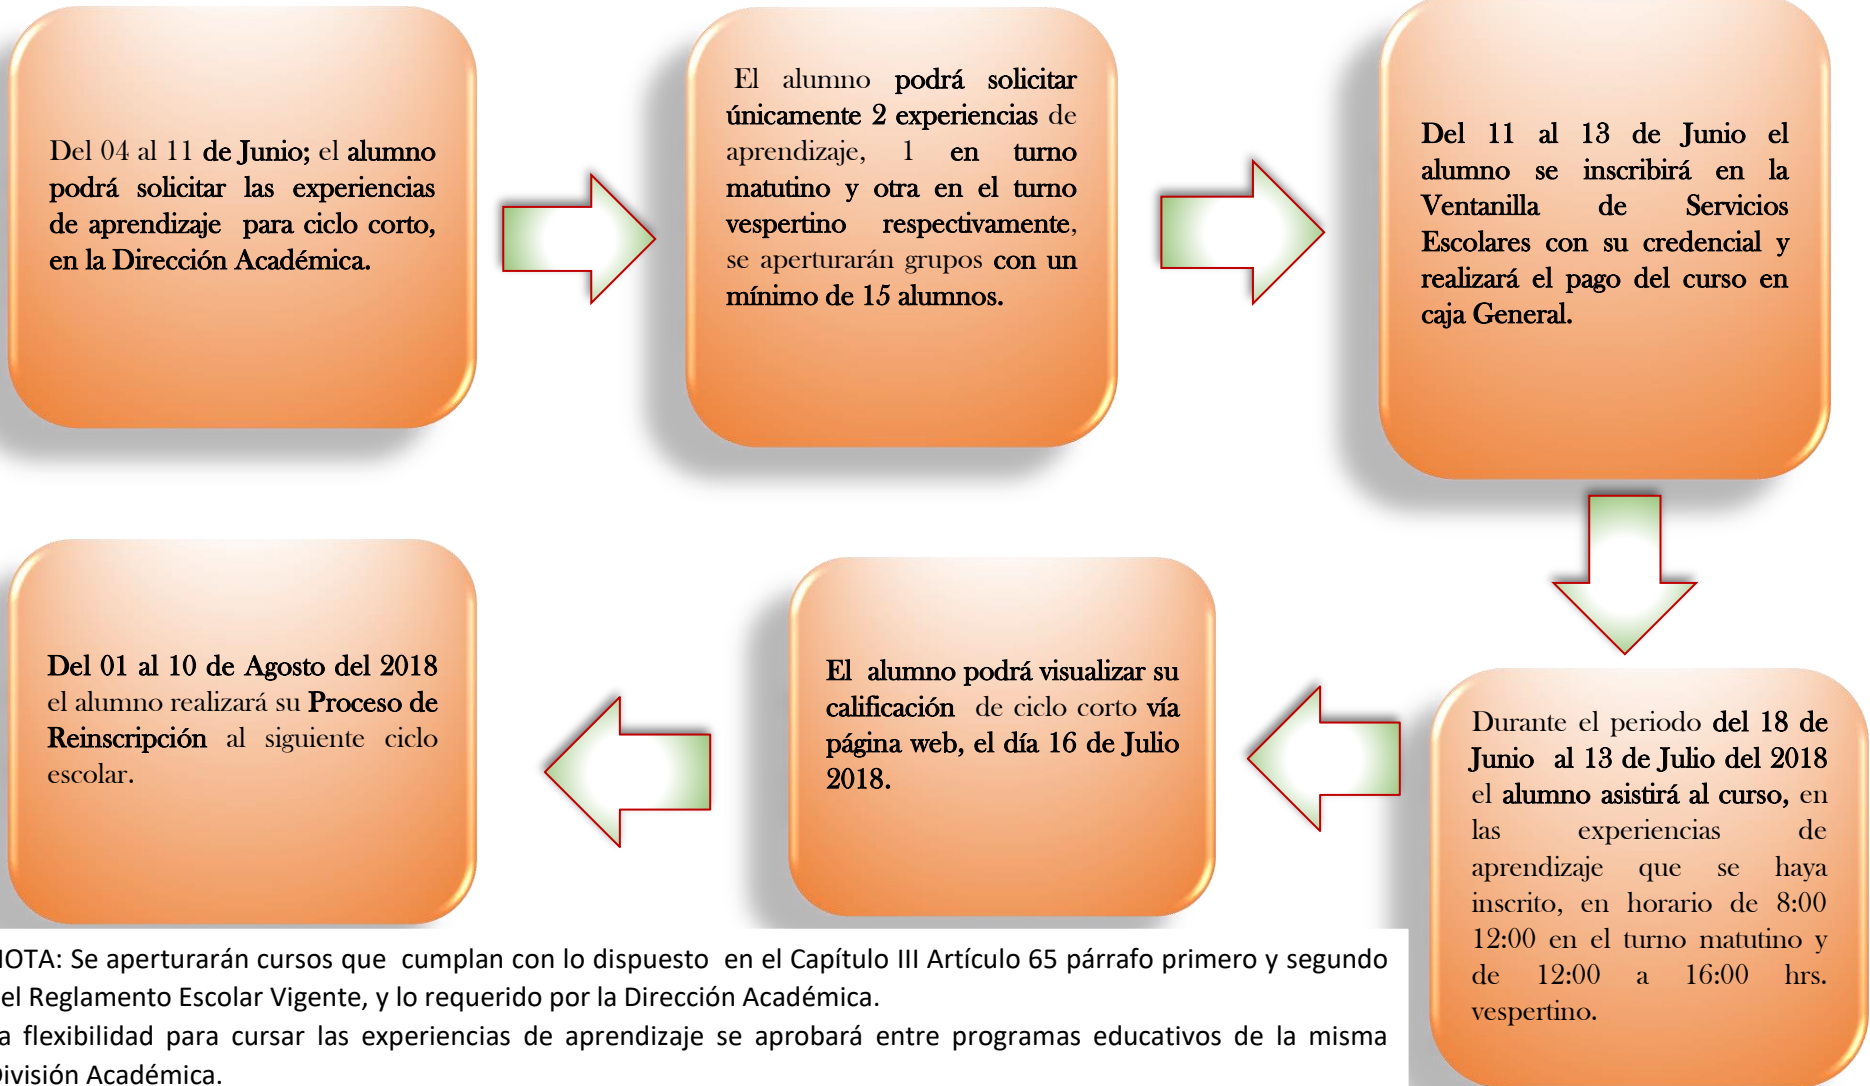 Del 04 al 11 de Junio; el alumno
podrá solicitar las experiencias
de aprendizaje para ciclo corto,
en la Dirección Académica.
El alumno podrá solicitar
únicamente 2 experiencias de
aprendizaje, 1 en turno
matutino y otra en el turno
vespertino respectivamente,
se aperturarán grupos con un
mínimo de 15 alumnos.
Del 11 al 13 de Junio el
alumno se inscribirá en la
Ventanilla de Servicios
Escolares con su credencial y
realizará el pago del curso en
caja General.
Durante el periodo del 18 de
Junio al 13 de Julio del 2018
el alumno asistirá al curso, en
las experiencias de
aprendizaje que se haya
inscrito, en horario de 8:00
12:00 en el turno matutino y
de 12:00 a 16:00 hrs.
vespertino.
El alumno podrá visualizar su
calificación de ciclo corto vía
página web, el día 16 de Julio
2018.
Del 01 al 10 de Agosto del 2018
el alumno realizará su Proceso de
Reinscripción al siguiente ciclo
escolar.
NOTA: Se aperturarán cursos que cumplan con lo dispuesto en el Capítulo III Artículo 65 párrafo primero y segundo
el Reglamento Escolar Vigente, y lo requerido por la Dirección Académica.
a flexibilidad para cursar las experiencias de aprendizaje se aprobará entre programas educativos de la misma
División Académica.